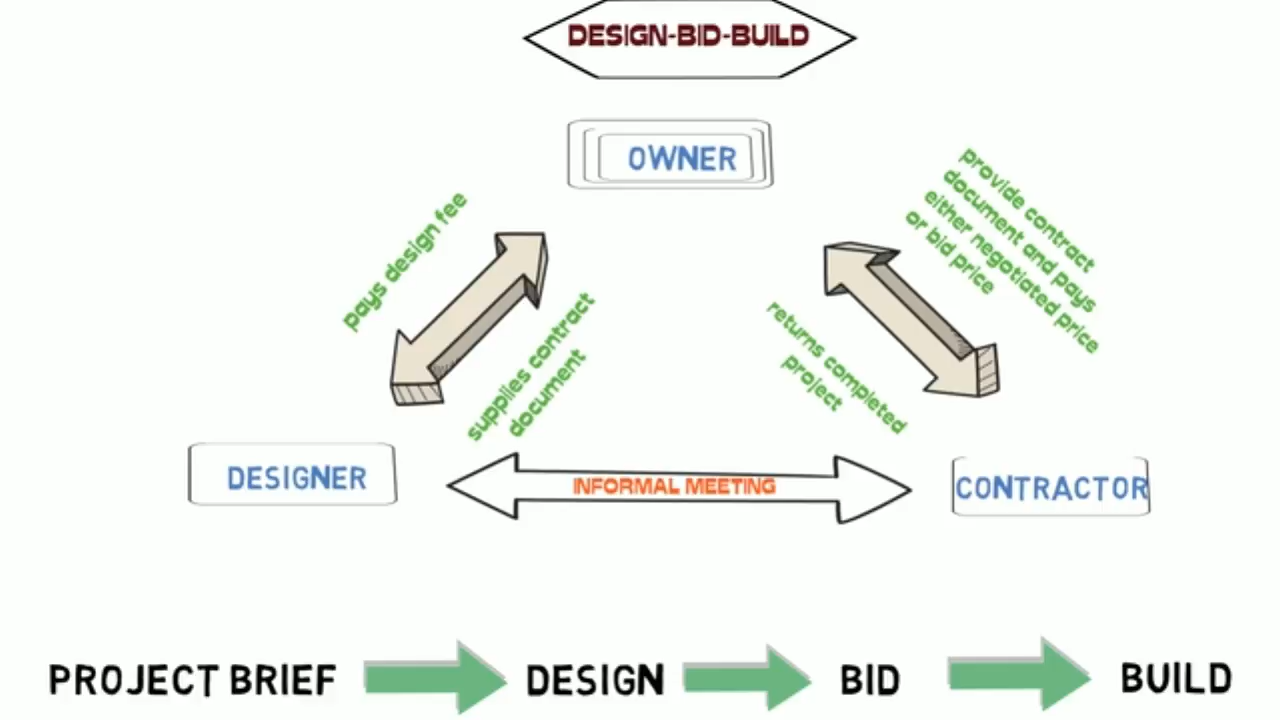 DESIGN-BID-BUILD
OWNER
pays design fee
supplies contract
document
provide contract
document and pays
either negotiated price
or bid price
returns completed
project
DESIGNER
INFORMAL MEETING
CONTRACTOR
PROJECT BRIEF
DESIGN
BID
BUILD